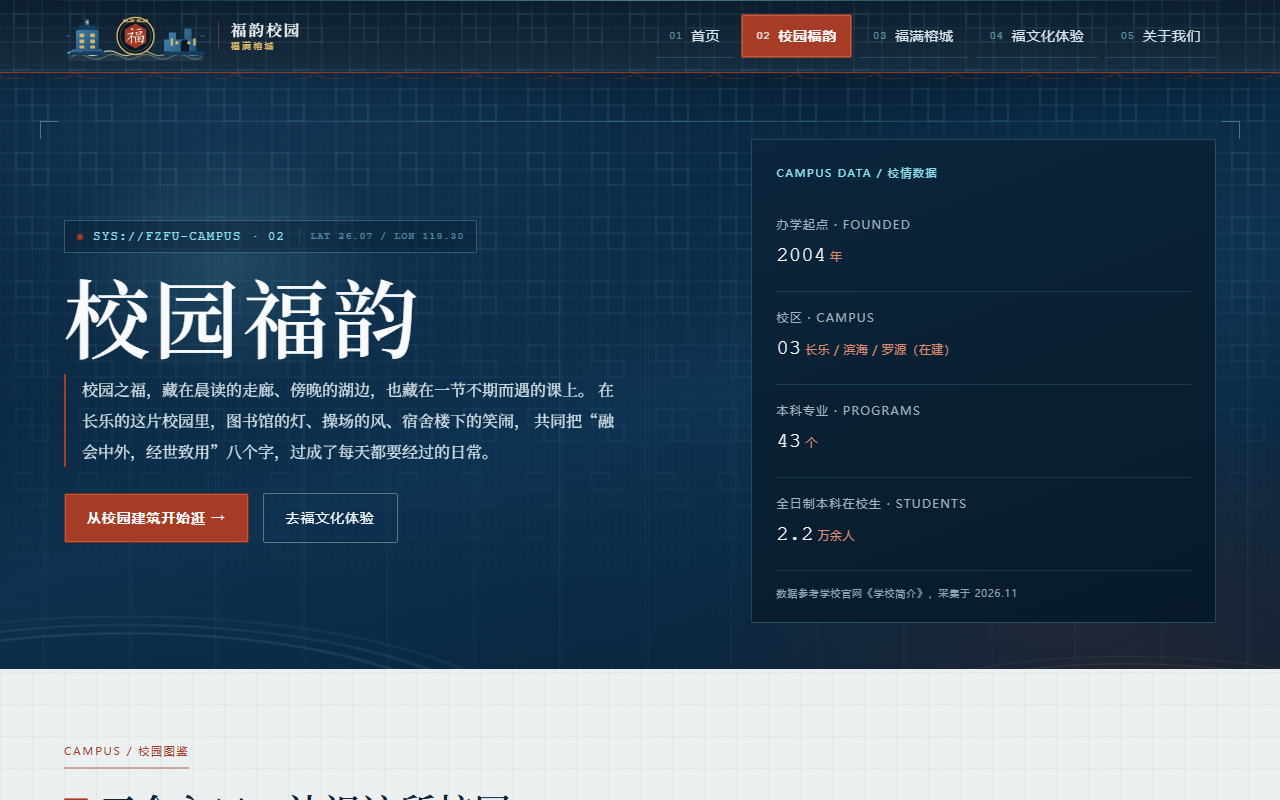 福
福韵校园
福满榕城
01 首页
02 校园福韵
03 福满榕城
04 福文化体验
05 关于我们
SYS://FZFU-CAMPUS · 02
LAT 26.07 / LON 119.30
校园福韵
校园之福，藏在晨读的走廊、傍晚的湖边，也藏在一节不期而遇的课上。 在
长乐的这片校园里，图书馆的灯、操场的风、宿舍楼下的笑闹， 共同把“融
会中外，经世致用”八个字，过成了每天都要经过的日常。
从校园建筑开始逛 →
去福文化体验
CAMPUS DATA / 校情数据
办学起点 · FOUNDED
2004 年
校区 · CAMPUS
03 长乐 / 滨海 / 罗源（在建）
本科专业 · PROGRAMS
43 个
全日制本科在校生 · STUDENTS
2.2 万余人
数据参考学校官网《学校简介》，采集于 2026.11
CAMPUS / 校园图鉴